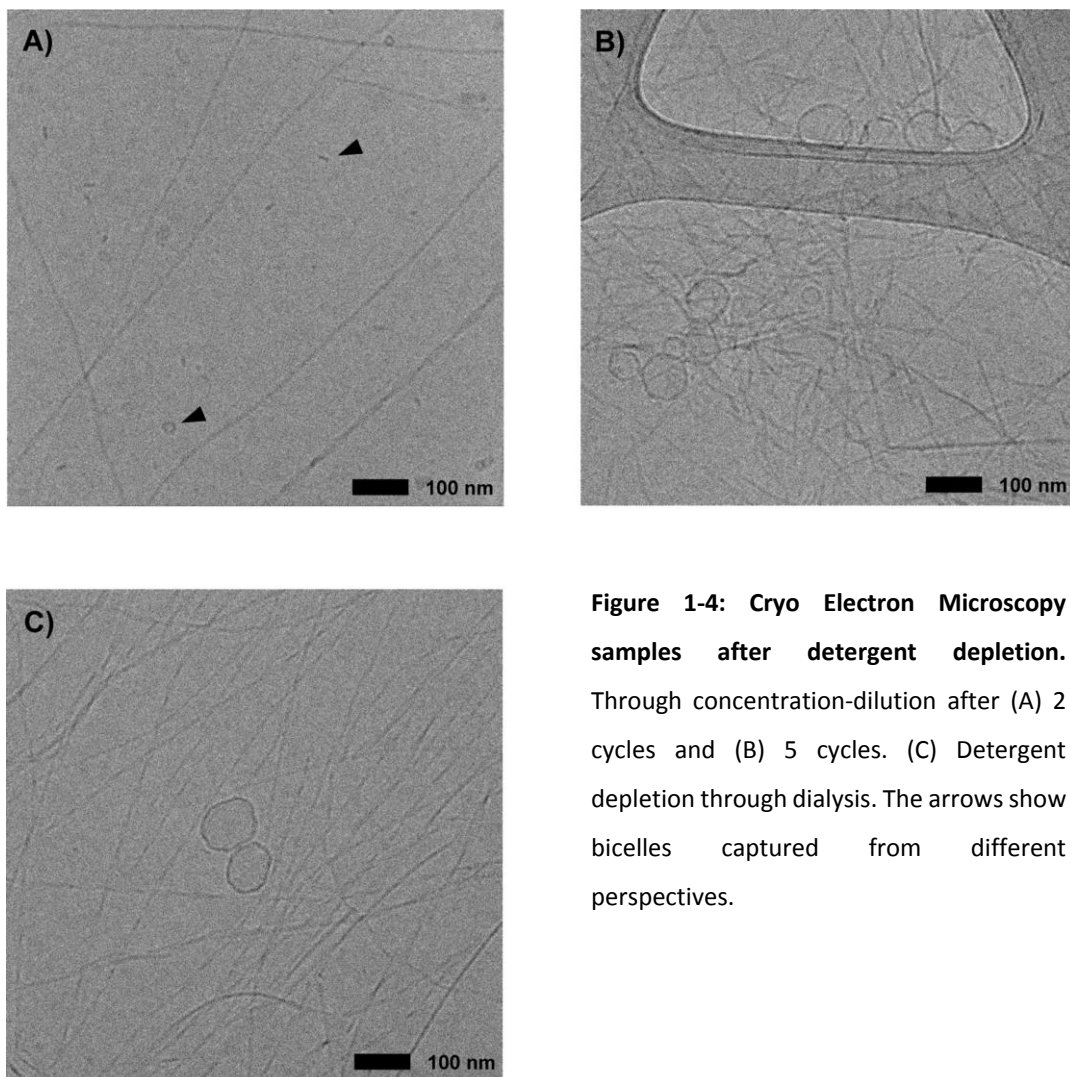 A)
100 nm
B)
100 nm
C)
100 nm
Figure 1-4: Cryo Electron Microscopy
samples after detergent depletion.
Through concentration-dilution after (A) 2
cycles and (B) 5 cycles. (C) Detergent
depletion through dialysis. The arrows show
bicelles captured from different
perspectives.